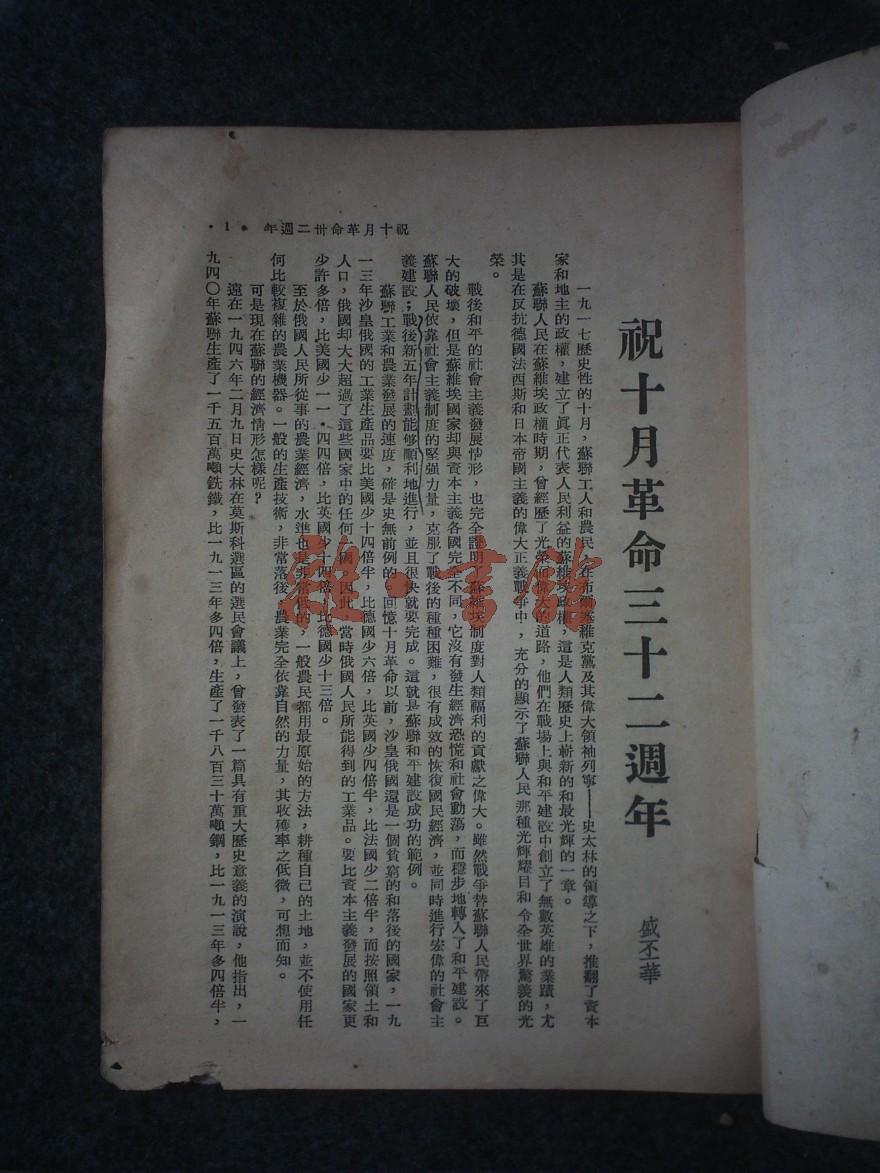 祝十月革命三十二週年
盛丕華
一九一七歷史性的十月，蘇聯工人和農民，在布爾塞維克黨及其偉大領袖列寧——史太林的領導之下，推翻了資本
家和地主的政權，建立了眞正代表人民利益的蘇維埃政權，這是人類歷史上嶄新的和最光輝的一章。
蘇聯人民在蘇維埃政權時期，曾經歷了光榮而偉大的道路，他們在戰場上與和平建設中創立了無數英雄的業蹟，尤
其是在反抗德國法西斯和日本帝國主義的偉大正義戰爭中，充分的顯示了蘇聯人民那種光輝耀目和令全世界驚羨的光
榮。
戰後和平的社會主義發展情形，也完全證明蘇維埃制度對人類福利的貢獻之偉大。雖然戰爭替蘇聯人民帶來了巨
大的破壞，但是蘇維埃國家却與資本主義各國完全不同，它沒有發生經濟恐慌和社會動蕩，而穩步地轉入了和平建設。
蘇聯人民依靠社會主義制度的堅强力量，克服了戰後的種種困難，很有成效的恢復國民經濟，並同時進行宏偉的社會主
義建設；戰後新五年計劃能够順利地進行，並且很快就要完成。這就是蘇聯和平建設成功的範例。
蘇聯工業和農業發展的速度，確是史無前例的。回憶十月革命以前，沙皇俄國還是一個貧窮的和落後的國家，一九
一三年沙皇俄國的工業生產品要比美國少十四倍半，比德國少六倍，比英國少四倍半，比法國少二倍半，而按照領土和
人口，俄國却大大超過了這些國家中的任何一國，因此，當時俄國人民所能得到的工業品。要比資本主義發展的國家更
少許多倍，比美國少一一·四四倍，比英國少十四倍，比德國少十三倍。
至於俄國人民所從事的農業經濟，水準也是非常低的，一般農民都用最原始的方法，耕種自己的土地，並不使用任
何比較複雜的農業機器。一般的生產技術，非常落後，農業完全依靠自然的力量，其收穫率之低微，可想而知。
可是現在蘇聯的經濟情形怎樣呢？
遠在一九四六年二月九日史大林在莫斯科選區的選民會議上，曾發表了一篇具有重大歷史意義的演說，他指出，一
九四〇年蘇聯生產了一千五百萬噸銑鐵，比一九一三年多四倍，生產了一千八百三十萬噸鋼，比一九一三年多四倍半，
祝十月革命卅二週年 • 1 •
雜·書館